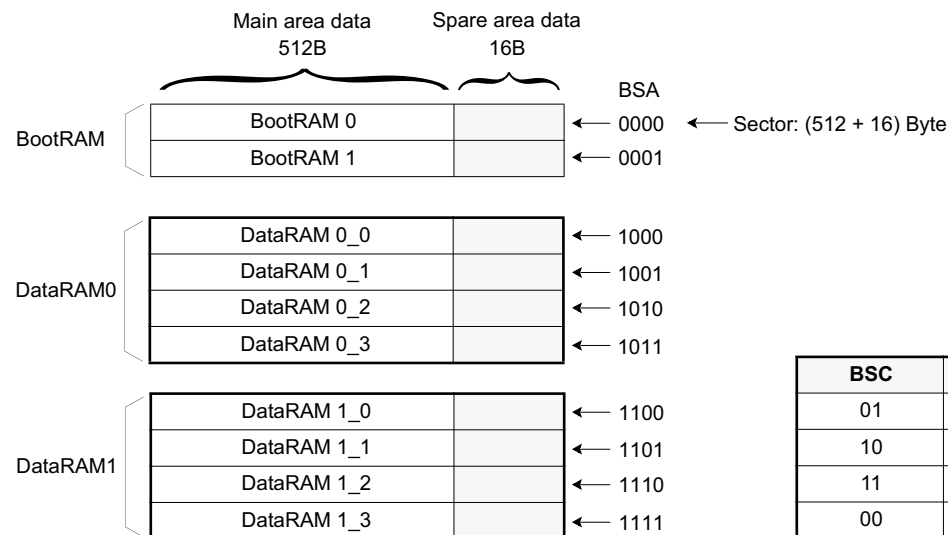 Main area data
512B
Spare area data
16B
BSA
BootRAM
BootRAM 0
0000
Sector: (512 + 16) Byte
BootRAM 1
0001
DataRAM0
DataRAM 0_0
1000
DataRAM 0_1
1001
DataRAM 0_2
1010
DataRAM 0_3
1011
DataRAM1
DataRAM 1_0
1100
DataRAM 1_1
1101
DataRAM 1_2
1110
DataRAM 1_3
1111
BSC
01
10
11
00